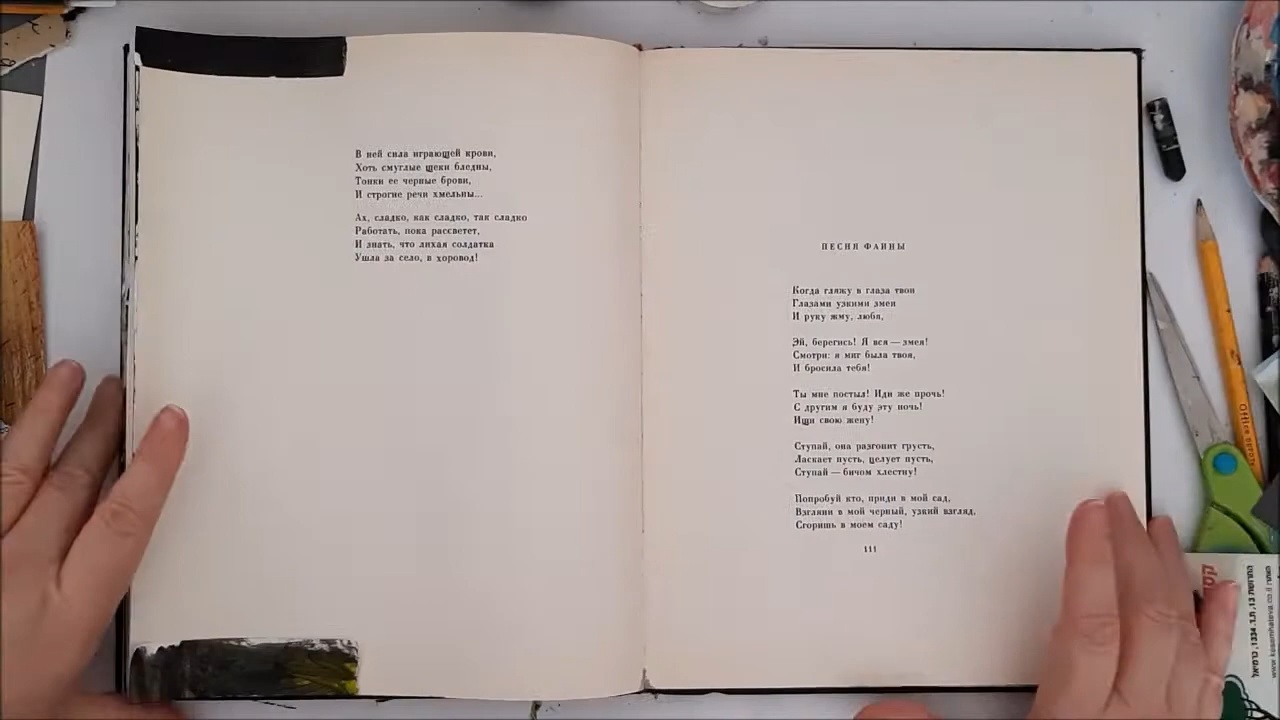 В ней сила играющей крови,
Хоть смуглые щеки бледны,
Тонки ее черные брови,
И строгие речи хмельны...
Ах, сладко, как сладко, так сладко
Работать, пока рассветет,
И знать, что лихая солдатка
Ушла за село, в хоровод!
ПЕСНЯ ФАИНЫ
Когда гляжу в глаза твои
Глазами узкими змеи
И руку жму, любя,
Эй, берегись! Я вся — змея!
Смотри: я миг была твоя,
И бросила тебя!
Ты мне постыл! Иди же прочь!
С другим я буду эту ночь!
Ищи свою жену!
Ступай, она разгонит грусть,
Ласкает пусть, целует пусть,
Ступай — бичом хлестну!
Попробуй кто, приди в мой сад,
Взгляни в мой черный, узкий взгляд,
Сгоришь в моем саду!
111
Office